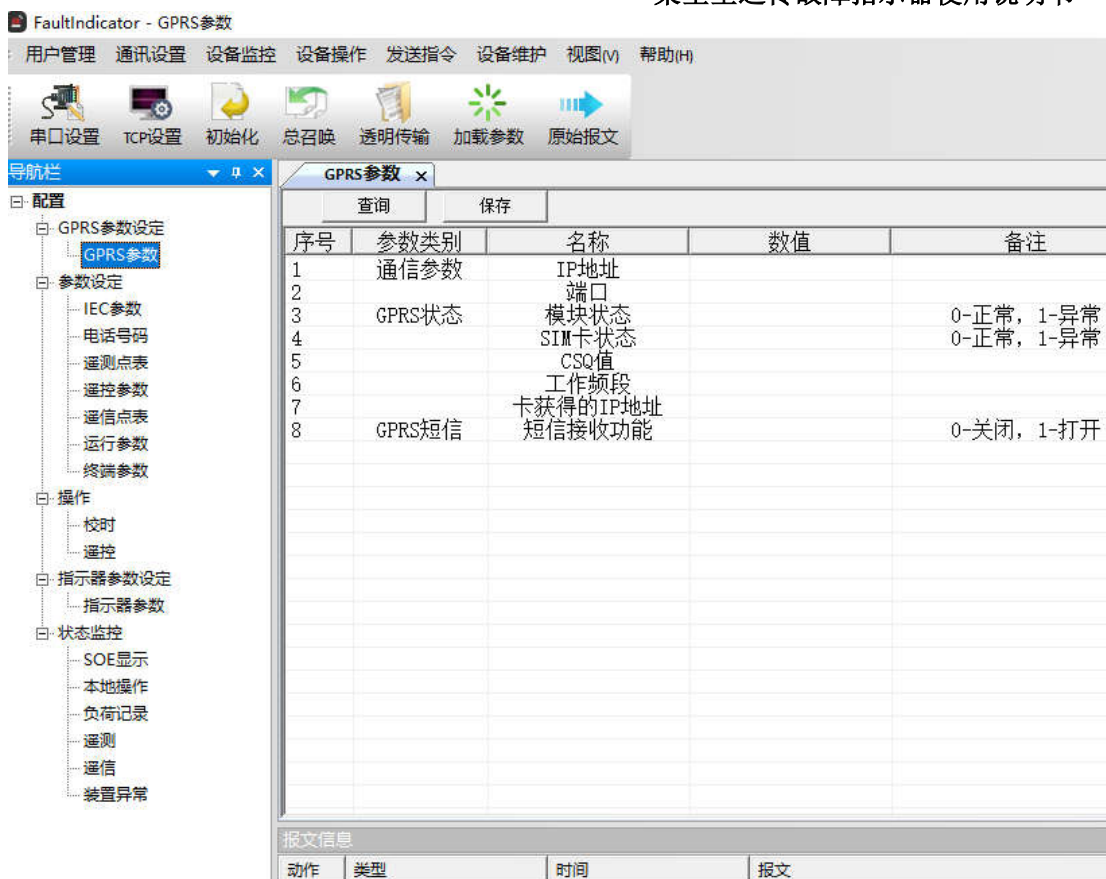 FaultIndicator - GPRS参数
用户管理 通讯设置 设备监控 设备操作 发送指令 设备维护 视图(V) 帮助(H)
串口设置 TCP设置 初始化 总召唤 透明传输 加载参数 原始报文
导航栏
配置
GPRS参数设定
GPRS参数
参数设定
IEC参数
电话号码
遥测点表
遥控参数
遥信点表
运行参数
终端参数
操作
校时
遥控
指示器参数设定
指示器参数
状态监控
SOE显示
本地操作
负荷记录
遥测
遥信
装置异常
GPRS参数 x
查询 保存
序号 参数类别 名称 数值 备注
1 通信参数 IP地址
2 端口
3 GPRS状态 模块状态 0-正常, 1-异常
4 SIM卡状态 0-正常, 1-异常
5 CSQ值
6 工作频段
7 卡获得的IP地址
8 GPRS短信 短信接收功能 0-关闭, 1-打开
报文信息
动作 类型 时间 报文